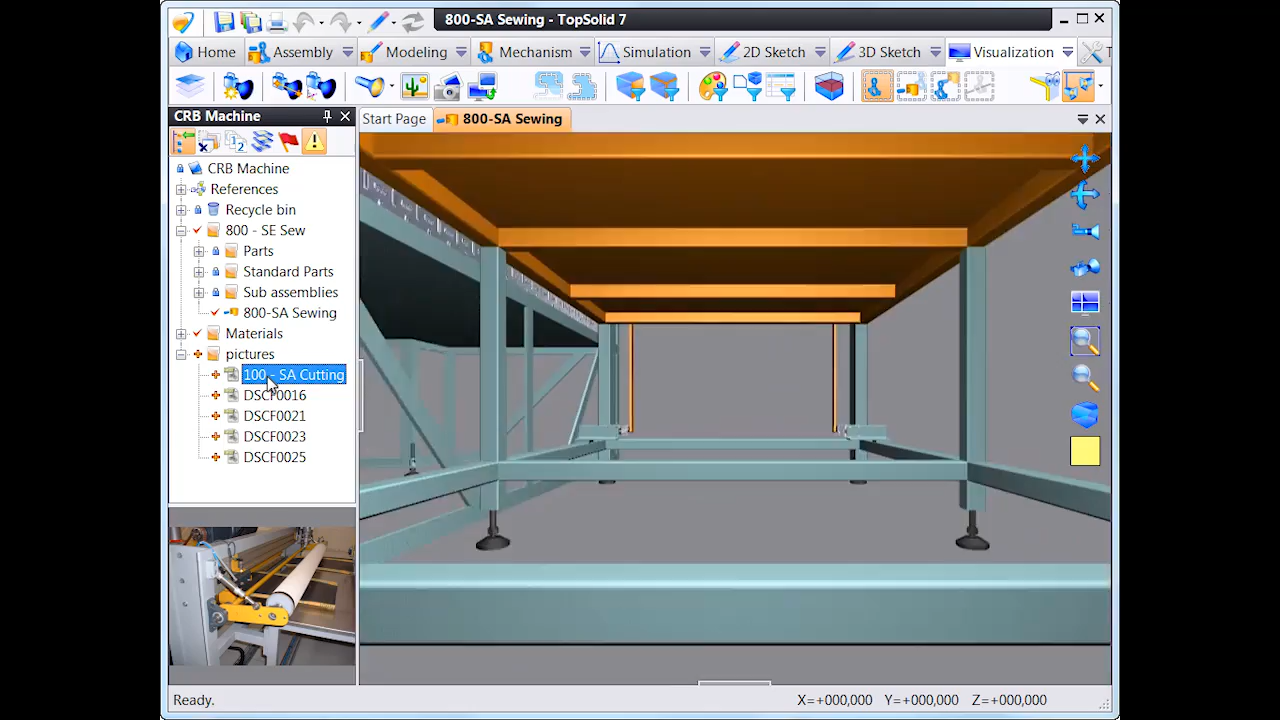 800-SA Sewing - TopSolid 7
Home Assembly Modeling Mechanism Simulation 2D Sketch 3D Sketch Visualization T
CRB Machine
Start Page 800-SA Sewing
CRB Machine
References
Recycle bin
800 - SE Sew
Parts
Standard Parts
Sub assemblies
800-SA Sewing
Materials
pictures
100 - SA Cutting
DSCF0016
DSCF0021
DSCF0023
DSCF0025
Ready. X=+000,000 Y=+000,000 Z=+000,000